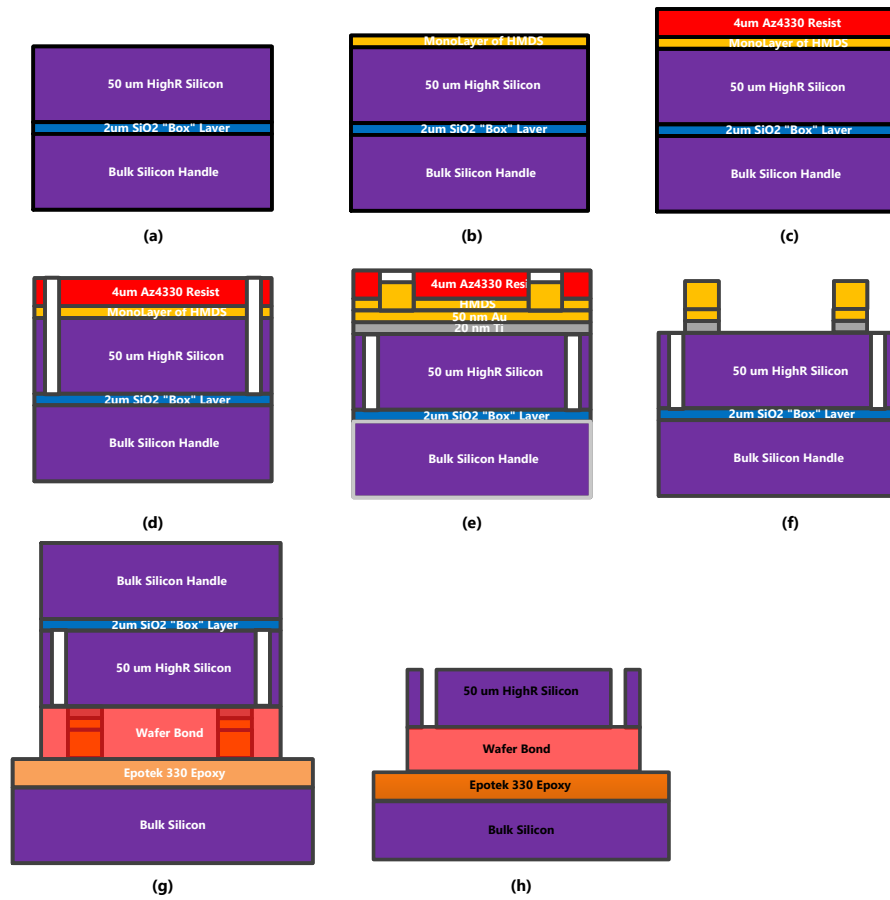 50 um HighR Silicon
2um SiO2 "Box" Layer
Bulk Silicon Handle
(a)
MonoLayer of HMDS
50 um HighR Silicon
2um SiO2 "Box" Layer
Bulk Silicon Handle
(b)
4um Az4330 Resist
MonoLayer of HMDS
50 um HighR Silicon
2um SiO2 "Box" Layer
Bulk Silicon Handle
(c)
4um Az4330 Resist
MonoLayer of HMDS
50 um HighR Silicon
2um SiO2 "Box" Layer
Bulk Silicon Handle
(d)
4um Az4330 Resi
HMDS
50 nm Au
20 nm Ti
50 um HighR Silicon
2um SiO2 "Box" Layer
Bulk Silicon Handle
(e)
50 um HighR Silicon
2um SiO2 "Box" Layer
Bulk Silicon Handle
(f)
Bulk Silicon Handle
2um SiO2 "Box" Layer
50 um HighR Silicon
Wafer Bond
Epotek 330 Epoxy
Bulk Silicon
(g)
50 um HighR Silicon
Wafer Bond
Epotek 330 Epoxy
Bulk Silicon
(h)